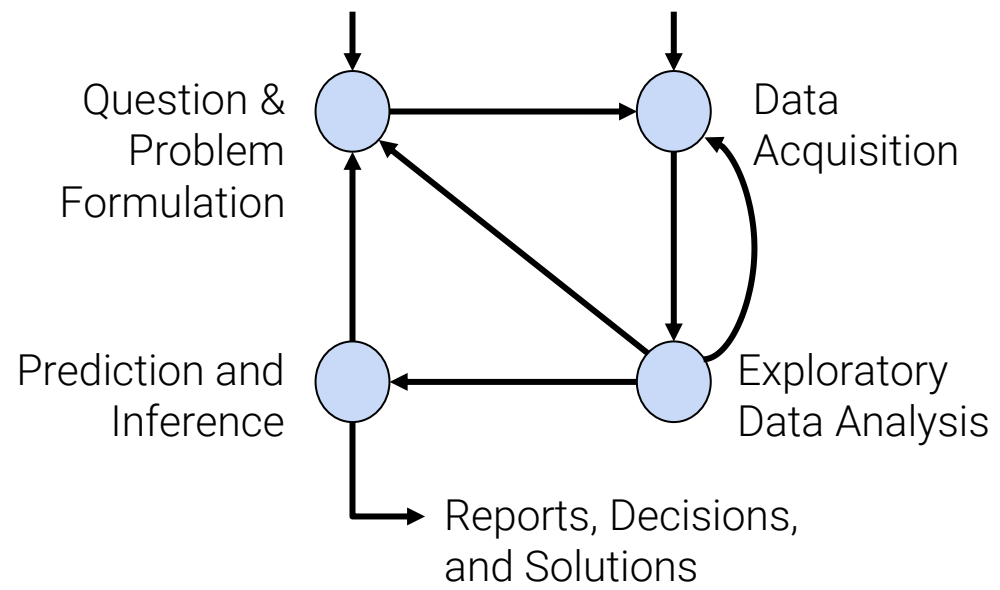 Question &
Problem
Formulation
Data
Acquisition
Prediction and
Inference
Exploratory
Data Analysis
Reports, Decisions,
and Solutions